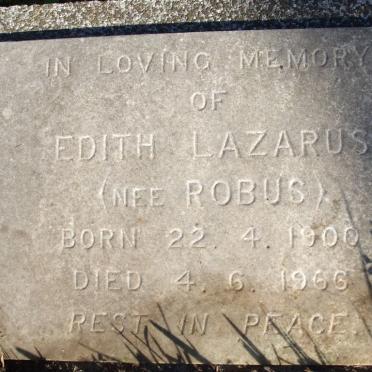 IN LOVING MEMORY
OF
EDITH LAZARUS
(NEE ROBUS)
BORN 22. 4. 1900
DIED 4. 6. 1966
REST IN PEACE.